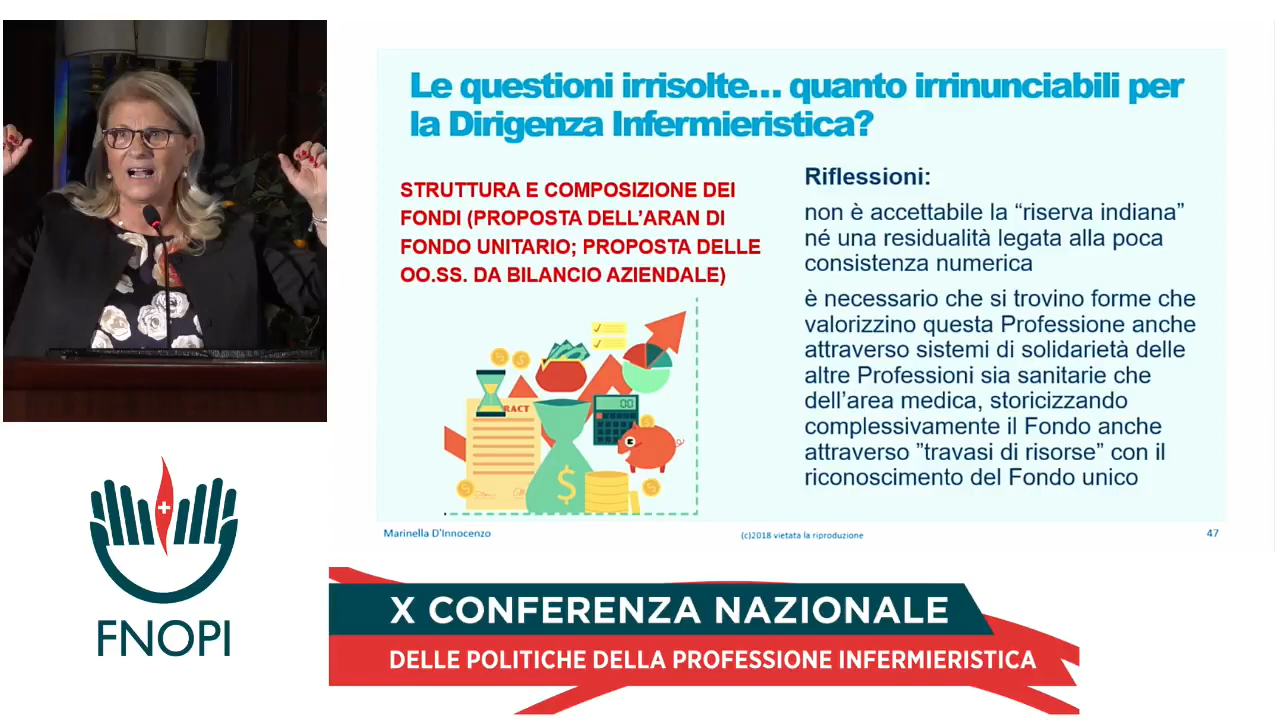 Le questioni irrisolte... quanto irrinunciabili per
la Dirigenza Infermieristica?
STRUTTURA E COMPOSIZIONE DEI
FONDI (PROPOSTA DELL’ARAN DI
FONDO UNITARIO; PROPOSTA DELLE
OO.SS. DA BILANCIO AZIENDALE)
RACT
$
Riflessioni:
non è accettabile la “riserva indiana”
né una residualità legata alla poca
consistenza numerica
è necessario che si trovino forme che
valorizzino questa Professione anche
attraverso sistemi di solidarietà delle
altre Professioni sia sanitarie che
dell’area medica, storicizzando
complessivamente il Fondo anche
attraverso ”travasi di risorse” con il
riconoscimento del Fondo unico
Marinella D'Innocenzo
(c)2018 vietata la riproduzione
47
FNOPI
X CONFERENZA NAZIONALE
DELLE POLITICHE DELLA PROFESSIONE INFERMIERISTICA